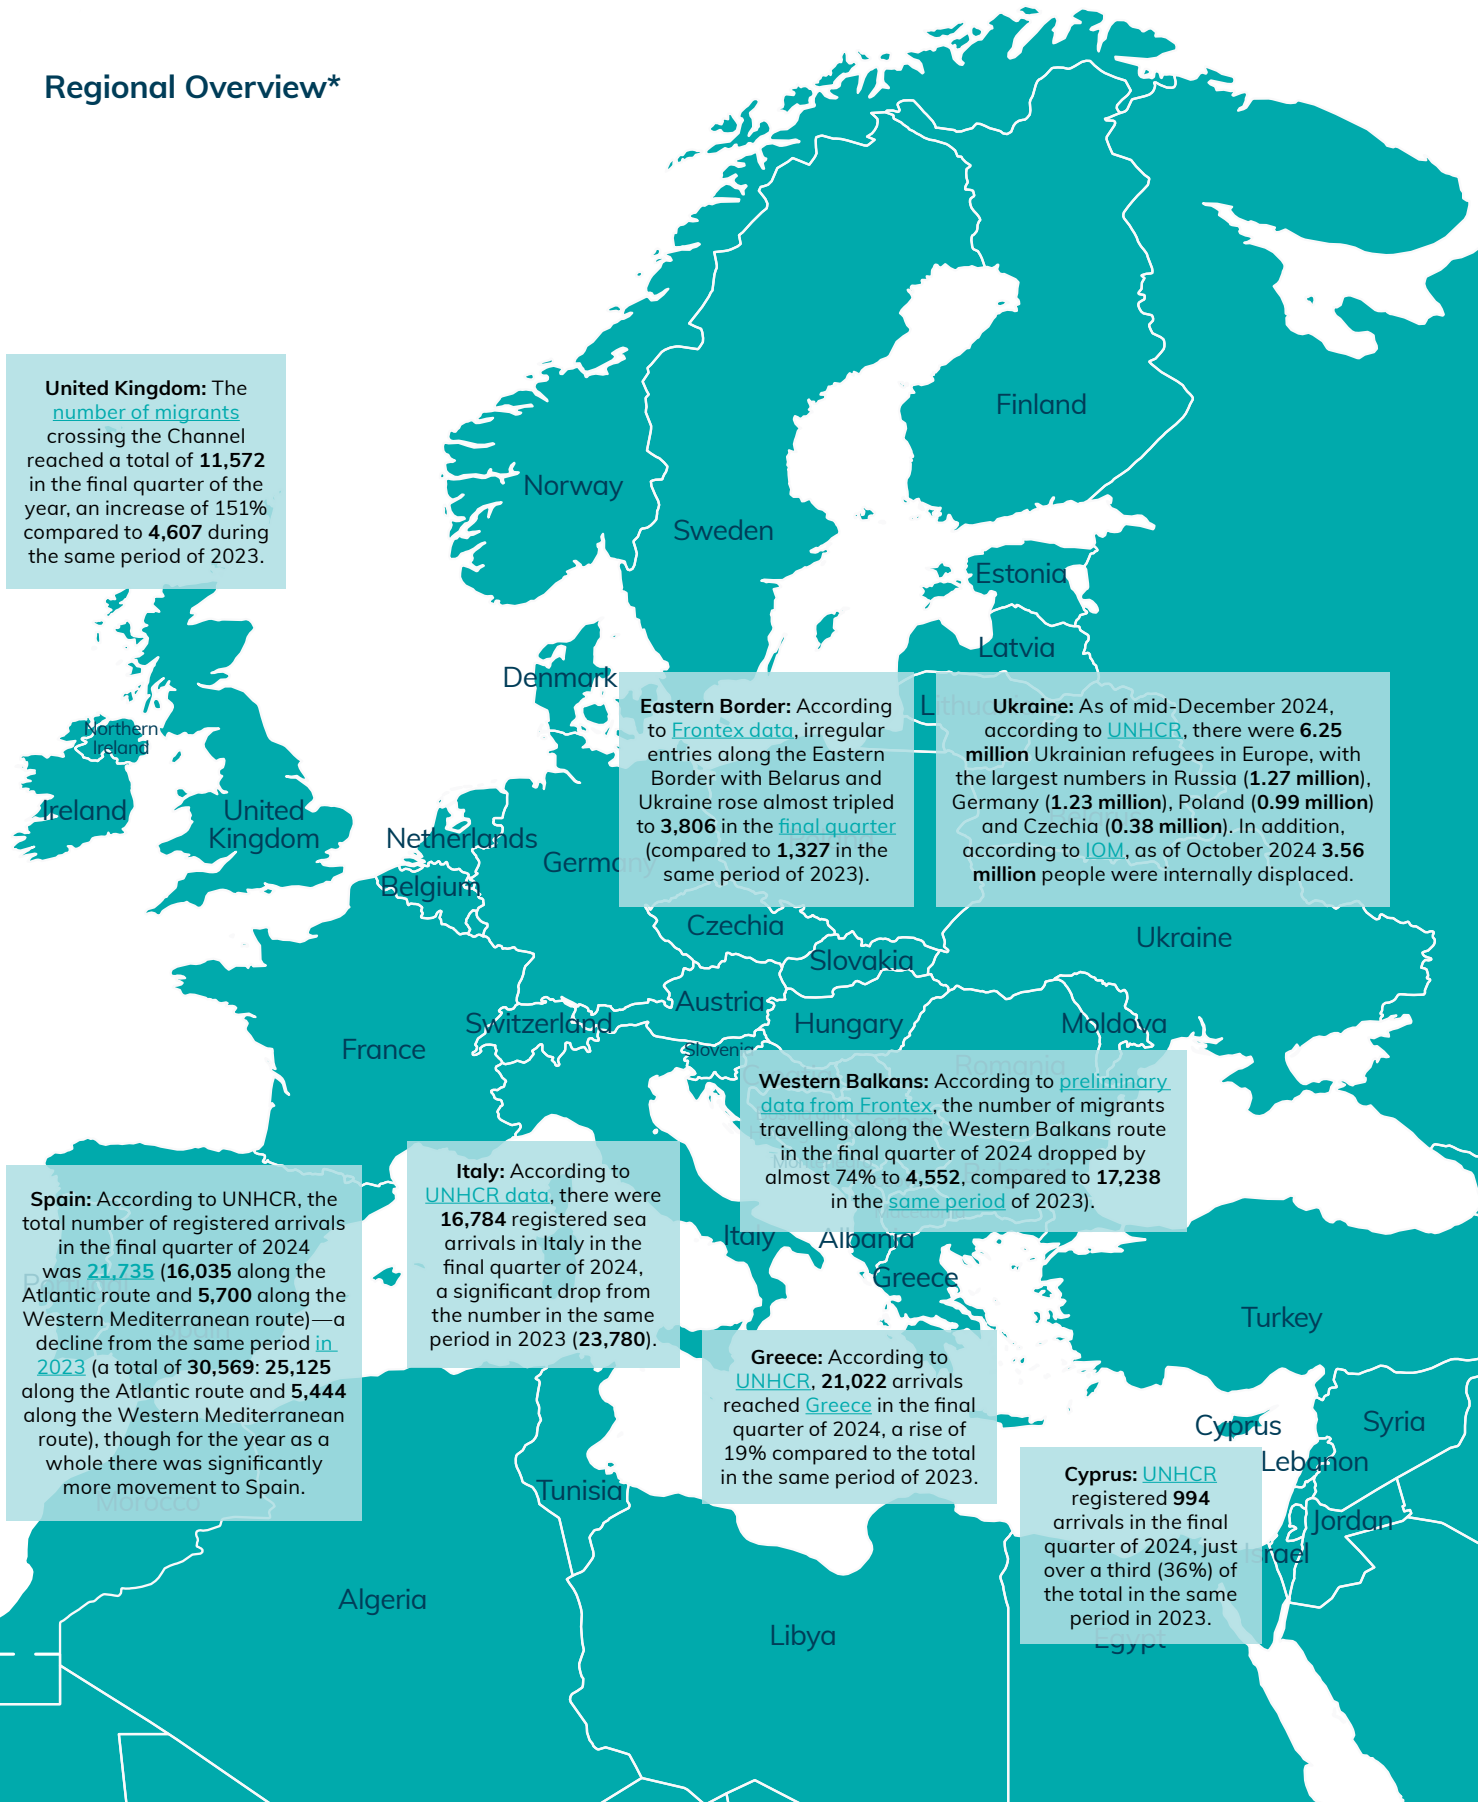 Regional Overview*
United Kingdom: The
number of migrants
crossing the Channel
reached a total of 11,572
in the final quarter of the
year, an increase of 151%
compared to 4,607 during
the same period of 2023.
Finland
Norway
Sweden
Estonia
Latvia
Denmark
Eastern Border: According
to Frontex data, irregular
entries along the Eastern
Border with Belarus and
Ukraine rose almost tripled
to 3,806 in the final quarter
(compared to 1,327 in the
same period of 2023).
Ukraine: As of mid-December 2024,
according to UNHCR, there were 6.25
million Ukrainian refugees in Europe, with
the largest numbers in Russia (1.27 million),
Germany (1.23 million), Poland (0.99 million)
and Czechia (0.38 million). In addition,
according to IOM, as of October 2024 3.56
million people were internally displaced.
Northern
Ireland
Ireland
United
Kingdom
Netherlands
Germany
Belgium
Czechia
Ukraine
Slovakia
Austria
Switzerland
Hungary
Moldova
France
Slovenia
Romania
Western Balkans: According to preliminary
data from Frontex, the number of migrants
travelling along the Western Balkans route
in the final quarter of 2024 dropped by
almost 74% to 4,552, compared to 17,238
in the same period of 2023).
Italy: According to
UNHCR data, there were
16,784 registered sea
arrivals in Italy in the
final quarter of 2024,
a significant drop from
the number in the same
period in 2023 (23,780).
Spain: According to UNHCR, the
total number of registered arrivals
in the final quarter of 2024
was 21,735 (16,035 along the
Atlantic route and 5,700 along the
Western Mediterranean route)—a
decline from the same period in
2023 (a total of 30,569: 25,125
along the Atlantic route and 5,444
along the Western Mediterranean
route), though for the year as a
whole there was significantly
more movement to Spain.
Morocco
Italy
Albania
Greece
Turkey
Greece: According to
UNHCR, 21,022 arrivals
reached Greece in the final
quarter of 2024, a rise of
19% compared to the total
in the same period of 2023.
Cyprus
Syria
Lebanon
Cyprus: UNHCR
registered 994
arrivals in the final
quarter of 2024, just
over a third (36%) of
the total in the same
period in 2023.
Tunisia
Jordan
Israel
Algeria
Libya
Egypt